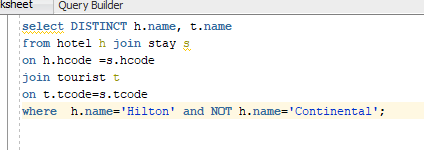 ksheet Query Builder
select DISTINCT h.name, t.name
from hotel h join stay s
on h.hcode =s.hcode
join tourist t
on t.tcode=s.tcode
where  h.name='Hilton' and NOT h.name='Continental';